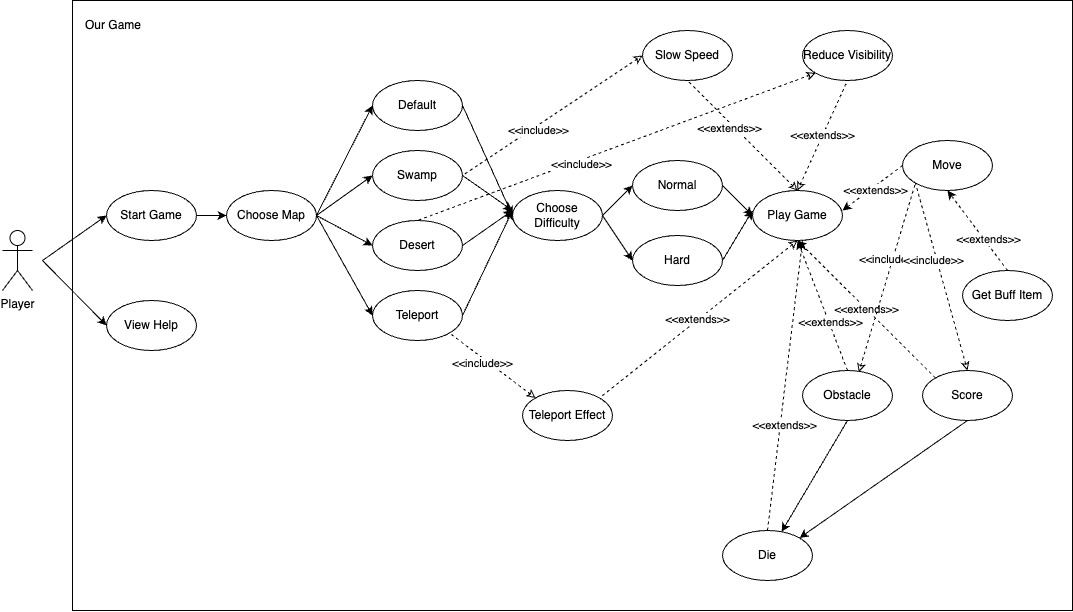 Our Game
Slow Speed
Reduce Visibility
Default
<<include>>
<<extends>>
<<extends>>
<<include>>
Move
Swamp
Normal
<<extends>>
Start Game
Choose Map
Choose
Difficulty
Play Game
Desert
Hard
<<extends>>
<<include>>
<<include>>
Player
Get Buff Item
View Help
Teleport
<<extends>>
<<extends>>
<<extends>>
<<include>>
Obstacle
Score
Teleport Effect
<<extends>>
Die